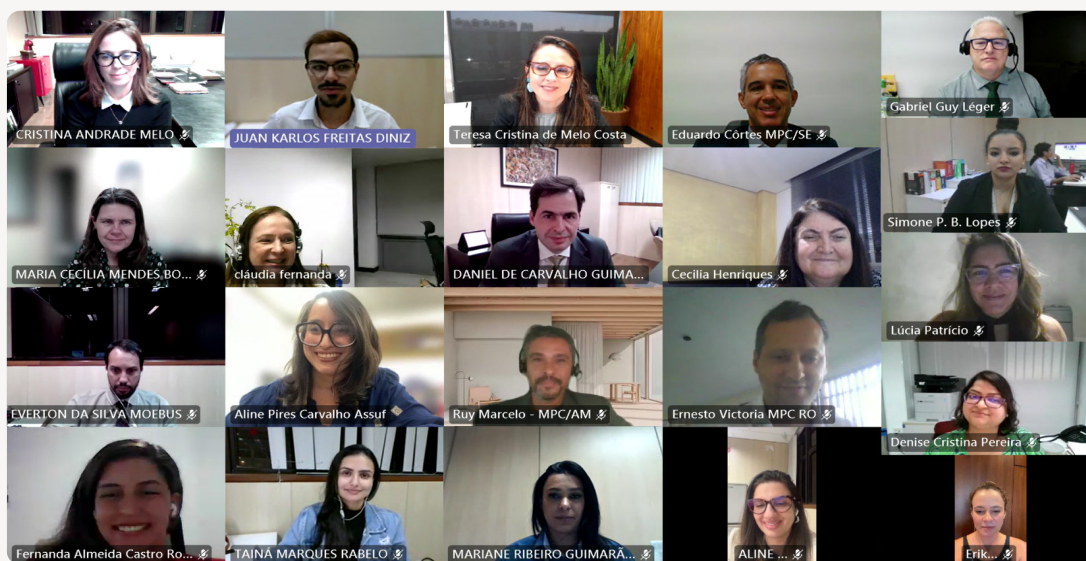 CRISTINA ANDRADE MELO
JUAN KARLOS FREITAS DINIZ
Teresa Cristina de Melo Costa
Eduardo Côrtes MPC/SE
Gabriel Guy Léger
Simone P. B. Lopes
MARIA CECÍLIA MENDES BO...
cláudia fernanda
DANIEL DE CARVALHO GUIMA...
Cecilia Henriques
Lúcia Patrício
EVERTON DA SILVA MOEBUS
Aline Pires Carvalho Assuf
Ruy Marcelo - MPC/AM
Ernesto Victoria MPC RO
Denise Cristina Pereira
Fernanda Almeida Castro Ro...
TAINÁ MARQUES RABELO
MARIANE RIBEIRO GUIMARÃ...
ALINE ...
Erik...